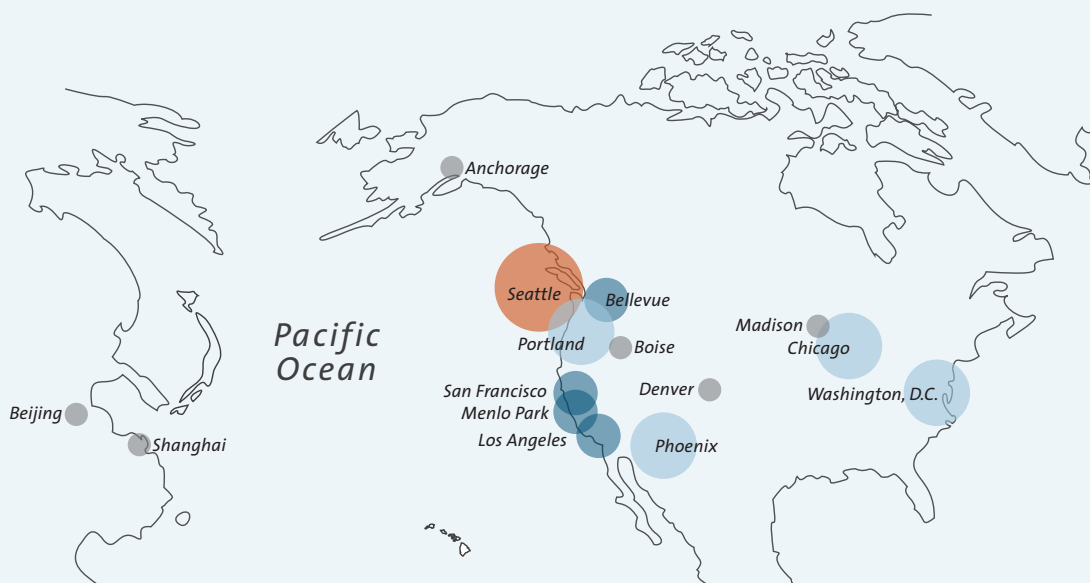 Anchorage
Seattle
Bellevue
Pacific
Ocean
Portland
Boise
Madison
Chicago
San Francisco
Menlo Park
Los Angeles
Denver
Washington, D.C.
Phoenix
Beijing
Shanghai